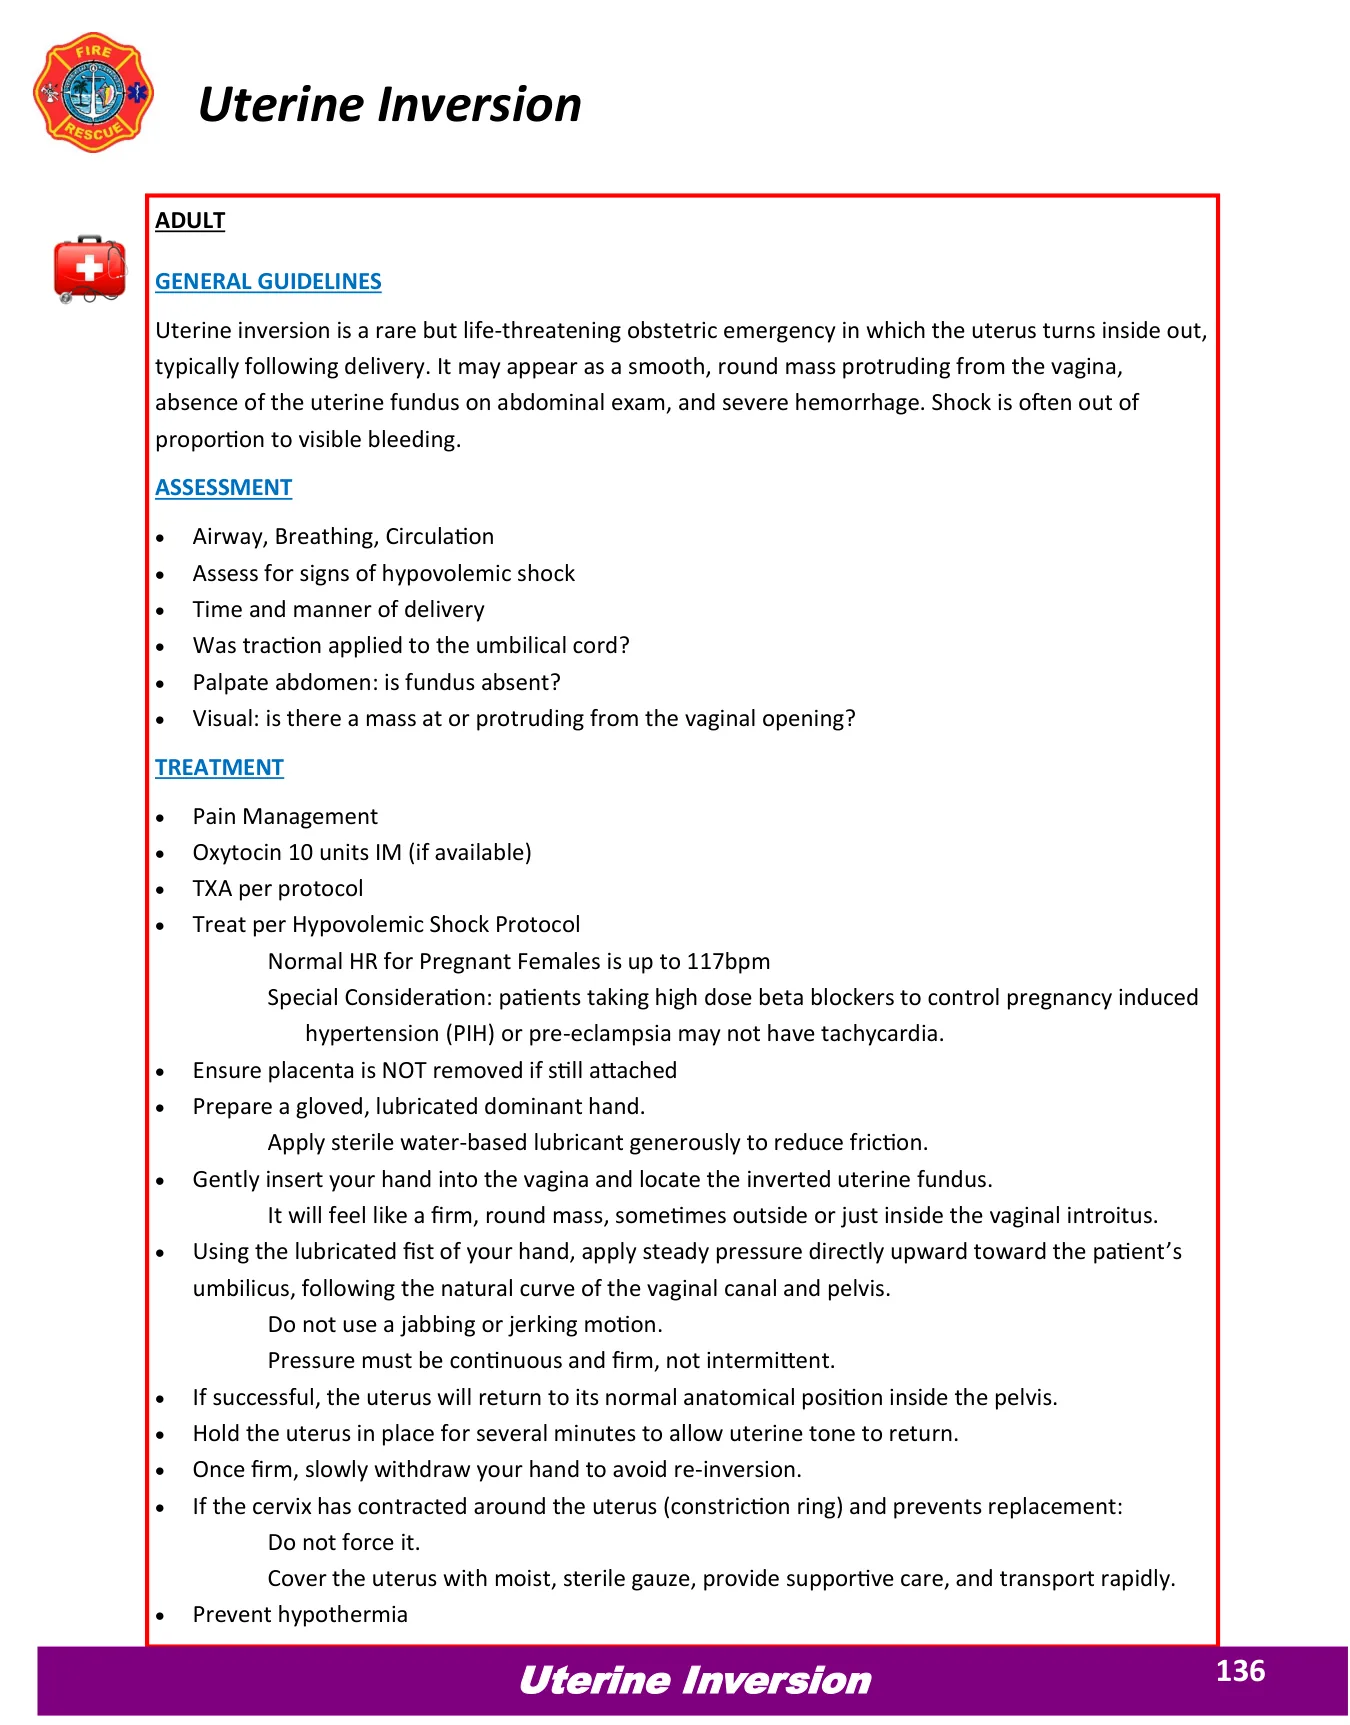 FIRE
RESCUE
Uterine Inversion
ADULT
GENERAL GUIDELINES
Uterine inversion is a rare but life-threatening obstetric emergency in which the uterus turns inside out,
typically following delivery. It may appear as a smooth, round mass protruding from the vagina,
absence of the uterine fundus on abdominal exam, and severe hemorrhage. Shock is often out of
proportion to visible bleeding.
ASSESSMENT
• Airway, Breathing, Circulation
• Assess for signs of hypovolemic shock
• Time and manner of delivery
• Was traction applied to the umbilical cord?
• Palpate abdomen: is fundus absent?
• Visual: is there a mass at or protruding from the vaginal opening?
TREATMENT
• Pain Management
• Oxytocin 10 units IM (if available)
• TXA per protocol
• Treat per Hypovolemic Shock Protocol
Normal HR for Pregnant Females is up to 117bpm
Special Consideration: patients taking high dose beta blockers to control pregnancy induced
hypertension (PIH) or pre-eclampsia may not have tachycardia.
• Ensure placenta is NOT removed if still attached
• Prepare a gloved, lubricated dominant hand.
Apply sterile water-based lubricant generously to reduce friction.
• Gently insert your hand into the vagina and locate the inverted uterine fundus.
It will feel like a firm, round mass, sometimes outside or just inside the vaginal introitus.
• Using the lubricated fist of your hand, apply steady pressure directly upward toward the patient’s
umbilicus, following the natural curve of the vaginal canal and pelvis.
Do not use a jabbing or jerking motion.
Pressure must be continuous and firm, not intermittent.
• If successful, the uterus will return to its normal anatomical position inside the pelvis.
• Hold the uterus in place for several minutes to allow uterine tone to return.
• Once firm, slowly withdraw your hand to avoid re-inversion.
• If the cervix has contracted around the uterus (constriction ring) and prevents replacement:
Do not force it.
Cover the uterus with moist, sterile gauze, provide supportive care, and transport rapidly.
• Prevent hypothermia
Uterine Inversion
136